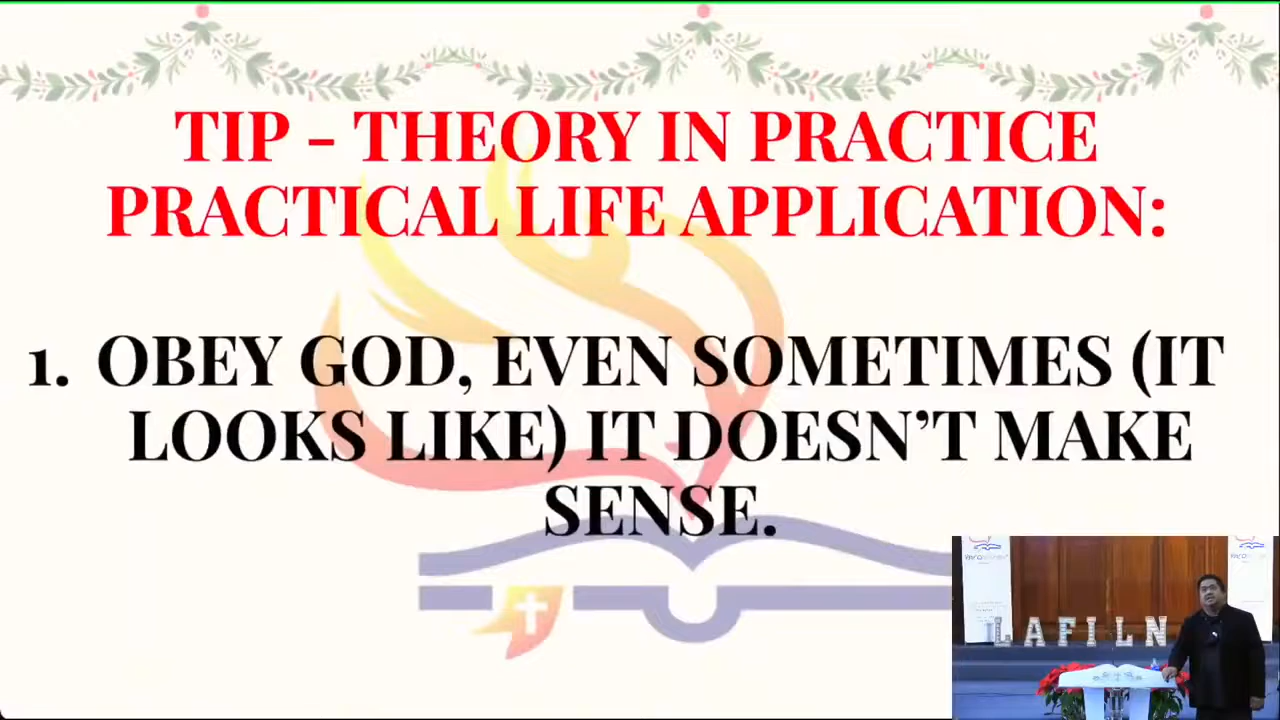 TIP - THEORY IN PRACTICE
PRACTICAL LIFE APPLICATION:
1. OBEY GOD, EVEN SOMETIMES (IT
LOOKS LIKE) IT DOESN’T MAKE
SENSE.
LAFILN